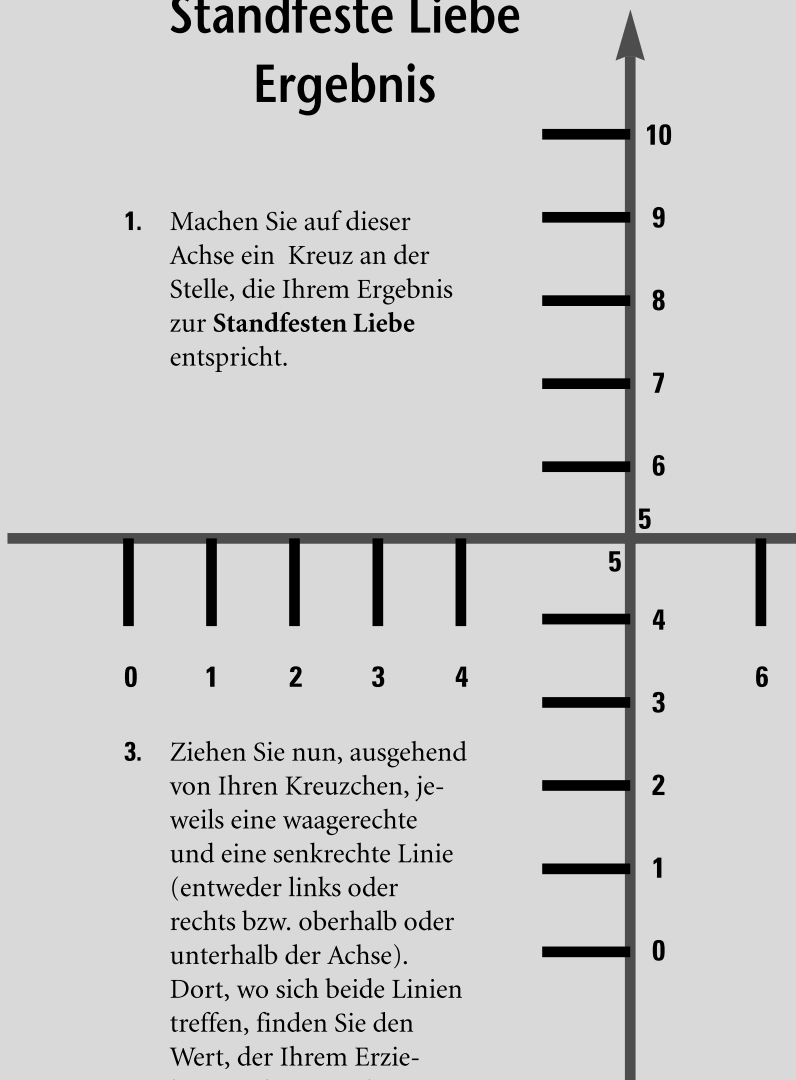 Standfeste Liebe
Ergebnis
10
1. Machen Sie auf dieser
Achse ein Kreuz an der
Stelle, die Ihrem Ergebnis
zur Standfesten Liebe
entspricht.
9
8
7
6
5
5
4
0 1 2 3 4
6
3
3. Ziehen Sie nun, ausgehend
von Ihren Kreuzchen, je-
weils eine waagerechte
und eine senkrechte Linie
(entweder links oder
rechts bzw. oberhalb oder
unterhalb der Achse).
Dort, wo sich beide Linien
treffen, finden Sie den
Wert, der Ihrem Erzie-
2
1
0